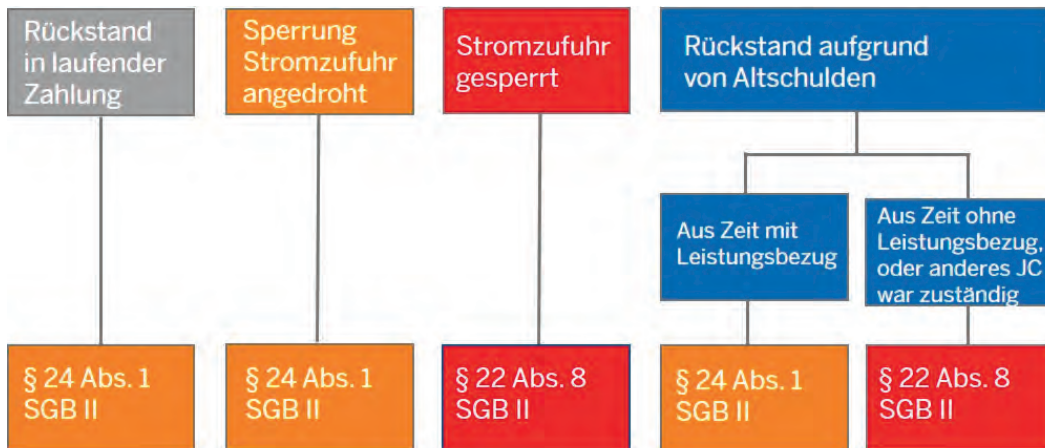 Rückstand
in laufender
Zahlung
Sperrung
Stromzufuhr
angedroht
Stromzufuhr
gesperrt
Rückstand aufgrund
von Altschulden
Aus Zeit mit
Leistungsbezug
Aus Zeit ohne
Leistungsbezug,
oder anderes JC
war zuständig
§ 24 Abs. 1
SGB II
§ 24 Abs. 1
SGB II
§ 22 Abs. 8
SGB II
§ 24 Abs. 1
SGB II
§ 22 Abs. 8
SGB II